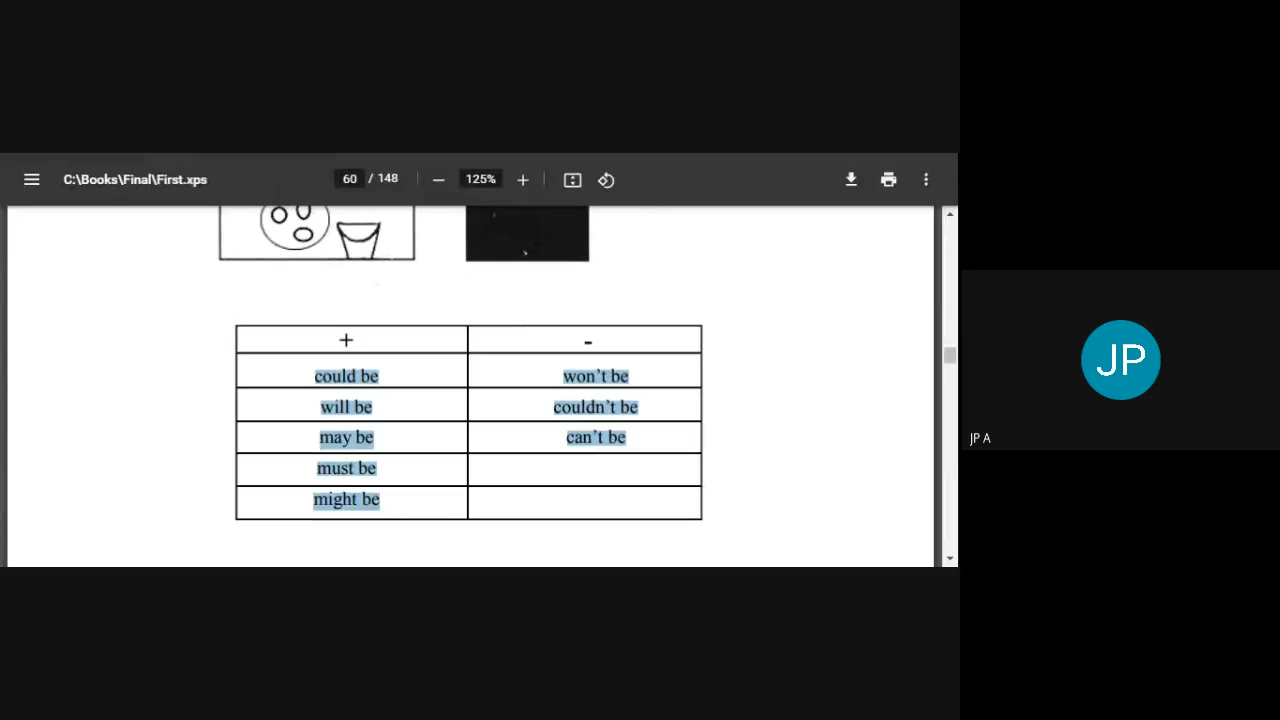 C:\Books\Final\First.xps 60 / 148 — 125% +
+ -
could be won’t be
will be couldn’t be
may be can’t be
must be
might be
JP
JP A